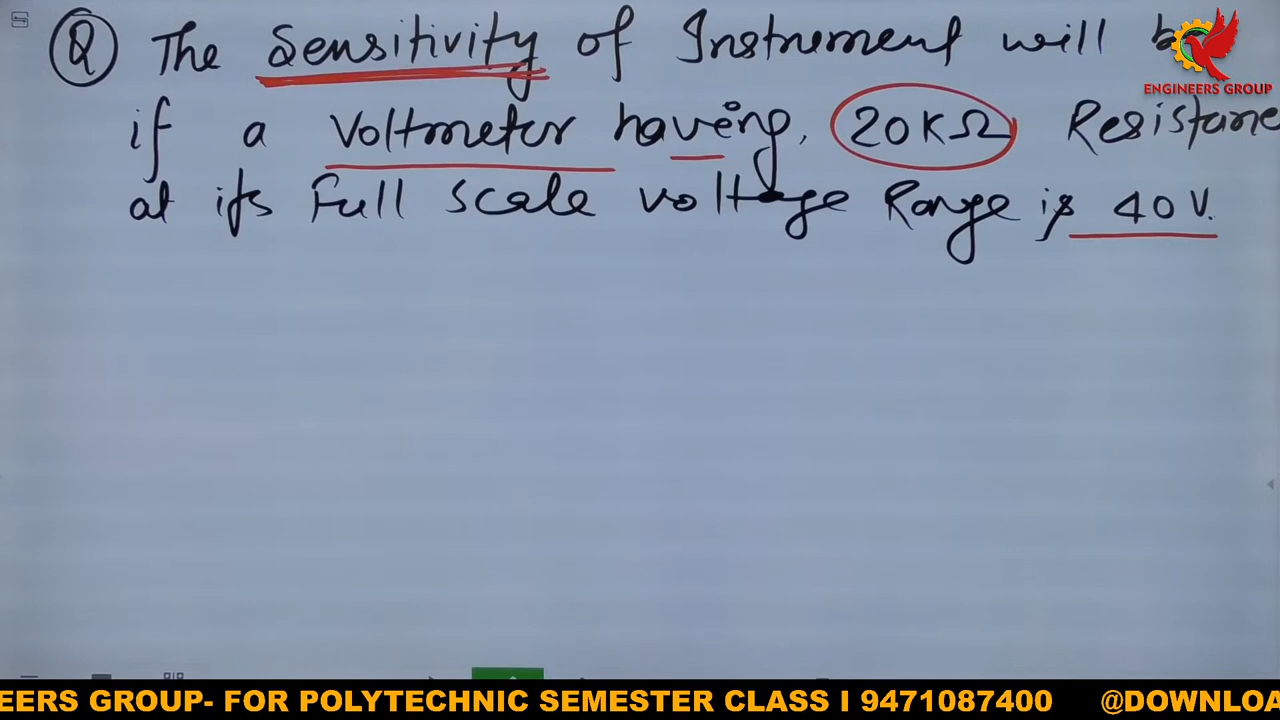 Q The Sensitivity of Instrument will be
ENGINEERS GROUP
if a Voltmeter having, 20KΩ Resistance
at its Full Scale voltage Range is 40V.
EERS GROUP- FOR POLYTECHNIC SEMESTER CLASS I 9471087400 @DOWNLOA